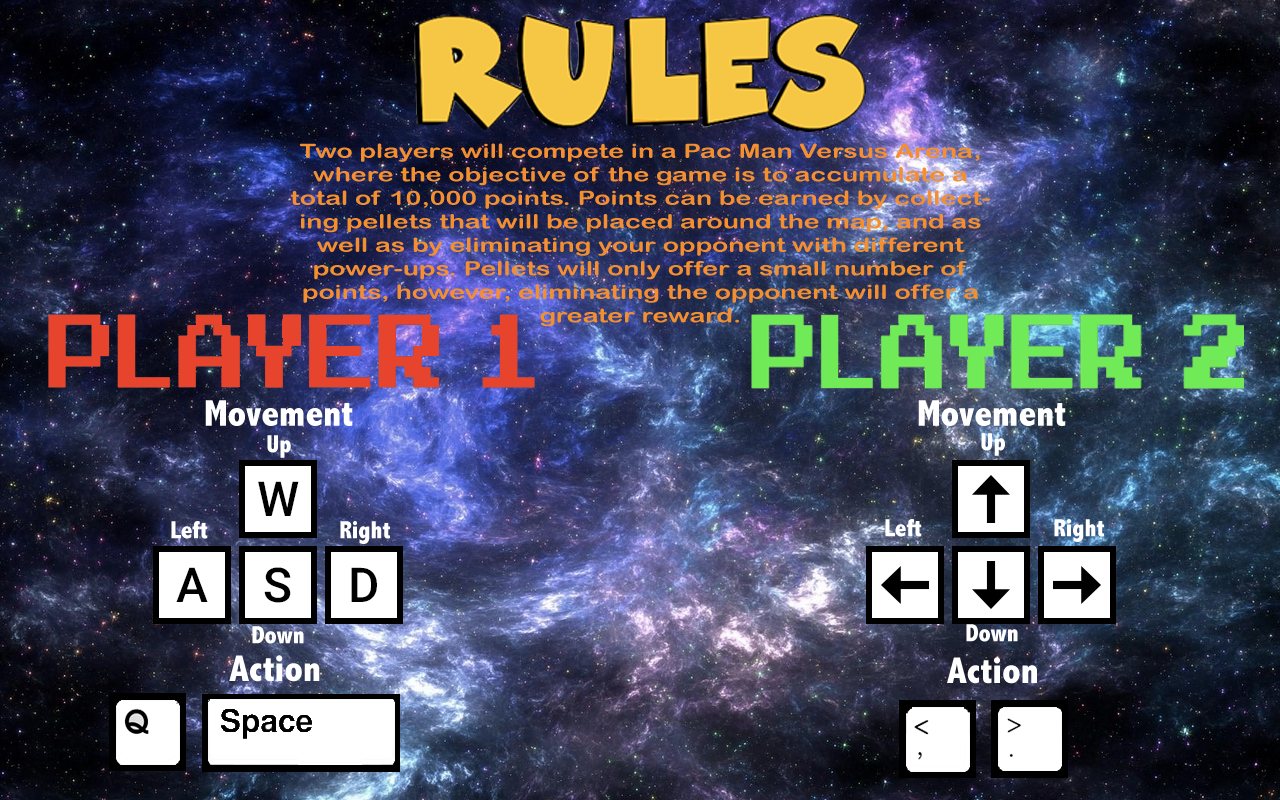 RULES
Two players will compete in a Pac Man Versus Arena,
where the objective of the game is to accumulate a
total of 10,000 points. Points can be earned by collect-
ing pellets that will be placed around the map, and as
well as by eliminating your opponent with different
power-ups. Pellets will only offer a small number of
points, however, eliminating the opponent will offer a
greater reward.
PLAYER 1
Movement
Up
W
Left
Right
A S D
Down
Action
Q Space
PLAYER 2
Movement
Up
↑
Left
Right
← ↓ →
Down
Action
< >
, .